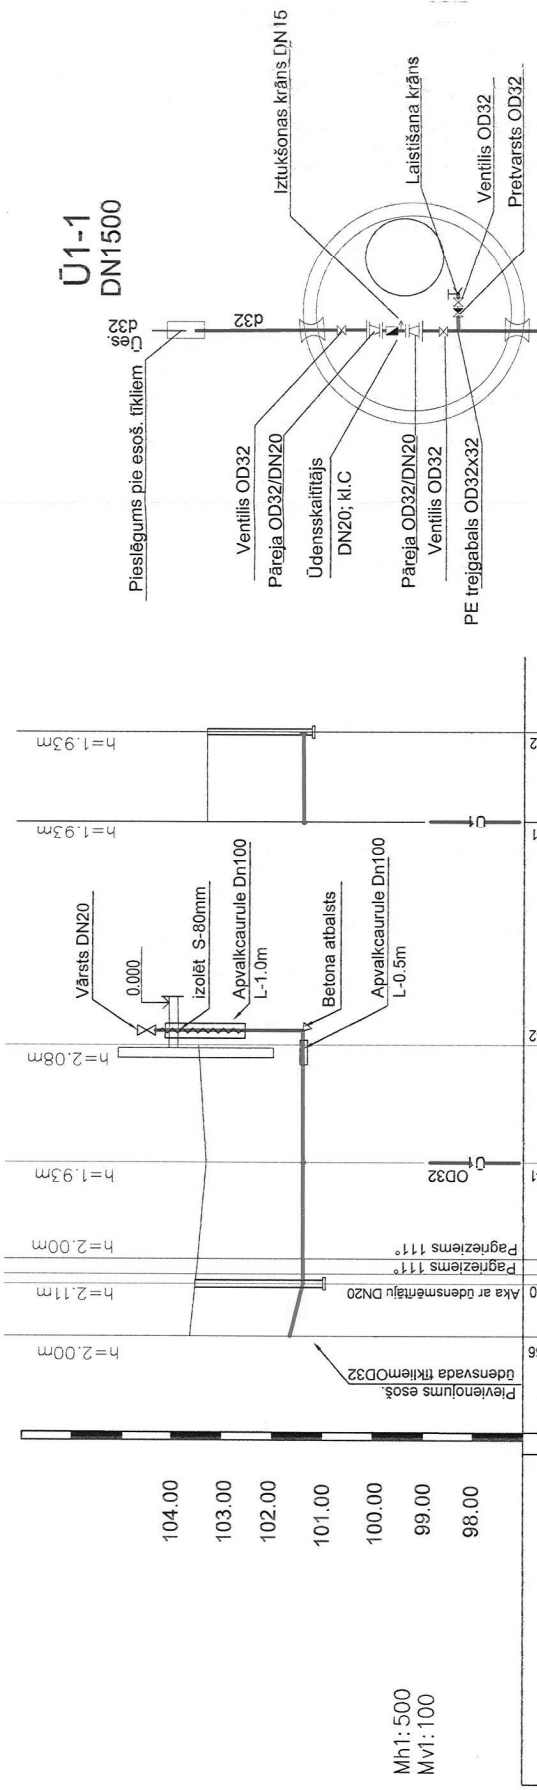 Ū1-1
DN1500
Ūes.
d32
d32
Pieslēgums pie esoš. tīkliem
Ventilis OD32
Pāreja OD32/DN20
Ūdensskaitītājs
DN20; kl.C
Pāreja OD32/DN20
Ventilis OD32
PE trejgabals OD32x32
Iztukšonas krāns DN15
Laistīšana krāns
Ventilis OD32
Pretvarsts OD32
h=2.00m
h=2.11m
h=2.00m
h=1.93m
h=2.08m
h=1.93m
h=1.93m
Vārsts DN20
0.000
izolēt S-80mm
Apvalkcaurule Dn100
L-1.0m
Betona atbalsts
Apvalkcaurule Dn100
L-0.5m
Pievienojums esoš.
ūdensvada tīkliemOD32
Aka ar ūdensmērītāju DN20
Pagrieziens 111°
Pagrieziens 111°
OD32
Ū1
Ū1
104.00
103.00
102.00
101.00
100.00
99.00
98.00
Mh1: 500
Mv1: 100